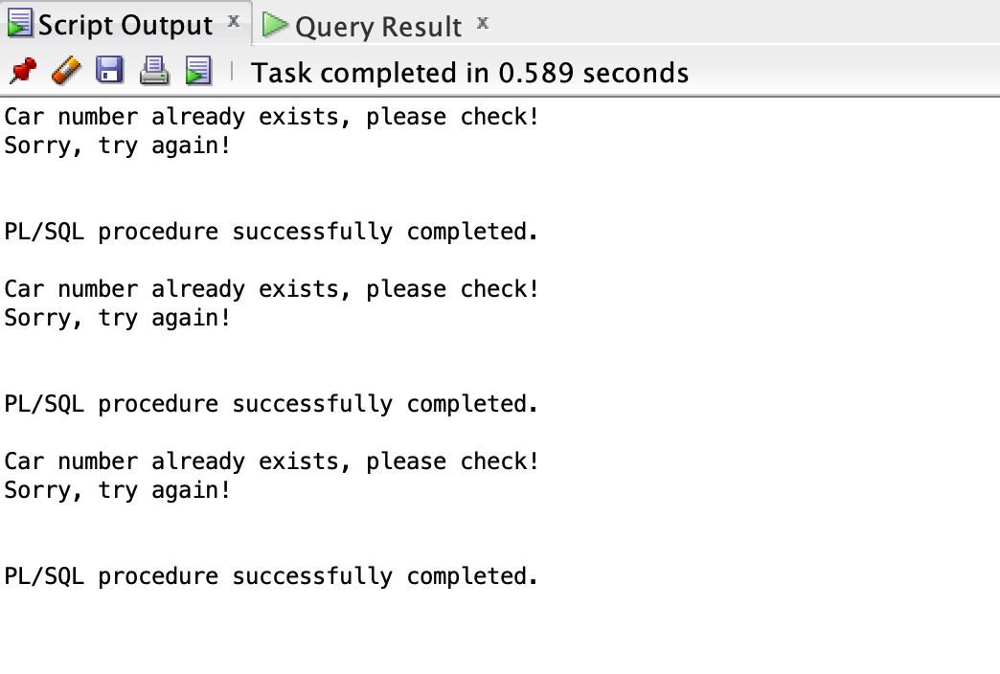 Script Output x Query Result x
Task completed in 0.589 seconds
Car number already exists, please check!
Sorry, try again!
PL/SQL procedure successfully completed.
Car number already exists, please check!
Sorry, try again!
PL/SQL procedure successfully completed.
Car number already exists, please check!
Sorry, try again!
PL/SQL procedure successfully completed.